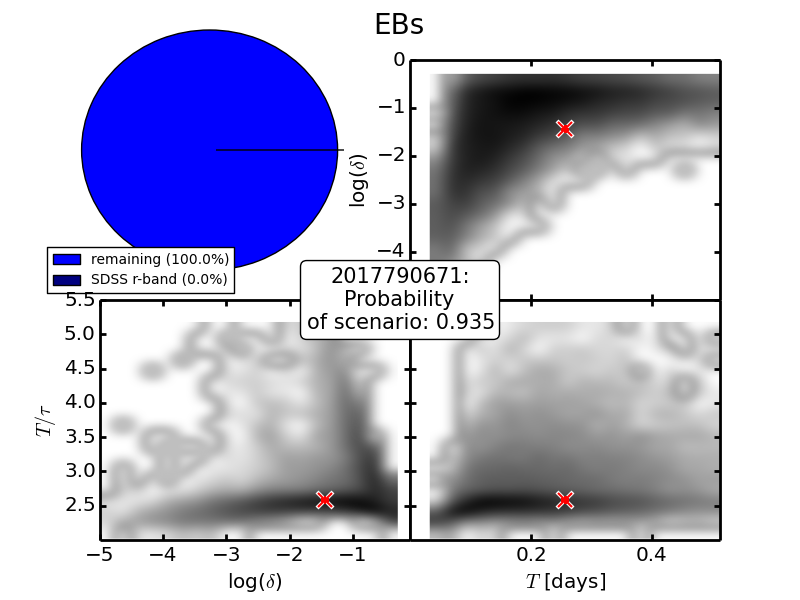 EBs
remaining (100.0%)
SDSS r-band (0.0%)
0
−1
−2
−3
−4
log(δ)
2017790671:
Probability
of scenario: 0.935
5.5
5.0
4.5
4.0
3.5
3.0
2.5
T/τ
−5 −4 −3 −2 −1
log(δ)
0.2 0.4
T [days]